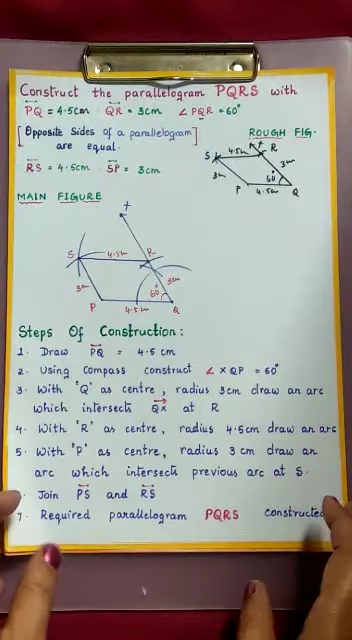 Construct the parallelogram PQRS with
PQ = 4.5cm QR = 3cm ∠ PQR = 60°
[Opposite Sides of a parallelogram are equal.]
ROUGH FIG.
RS = 4.5cm SP = 3cm
S 4.5cm X R
3cm 3cm
60°
P 4.5cm Q
MAIN FIGURE
X
S 4.5cm R
3cm 3cm
60°
P 4.5cm Q
Steps Of Construction:
1. Draw PQ = 4.5 cm
2. Using compass construct ∠ XQP = 60°
3. With 'Q' as centre, radius 3cm draw an arc
which intersects QX at R
4. With 'R' as centre, radius 4.5cm draw an arc
5. With 'P' as centre, radius 3 cm draw an
arc which intersects previous arc at S.
Join PS and RS
7. Required parallelogram PQRS constructed